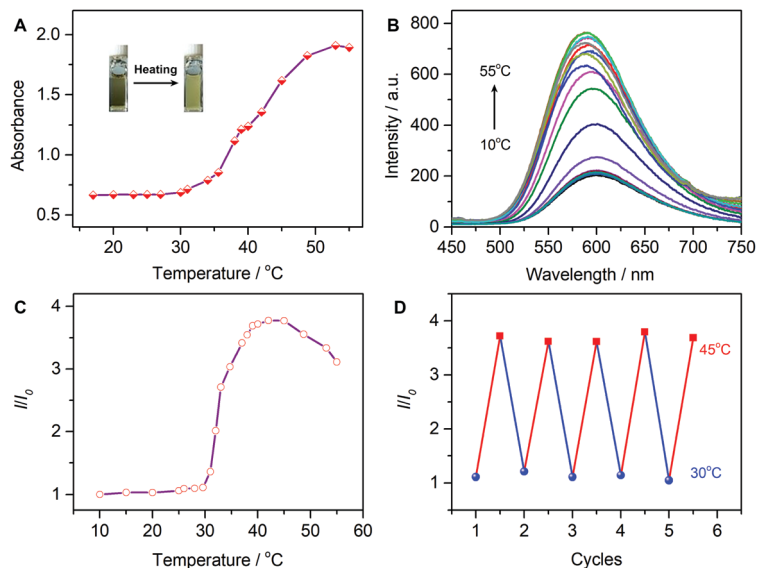 A
Heating
2.0
1.5
1.0
0.5
20
30
40
50
Absorbance
Temperature / °C
B
800
600
400
200
0
450
500
550
600
650
700
750
55°C
10°C
Intensity / a.u.
Wavelength / nm
C
4
3
2
1
10
20
30
40
50
60
I/I0
Temperature / °C
D
4
3
2
1
1
2
3
4
5
6
45°C
30°C
I/I0
Cycles